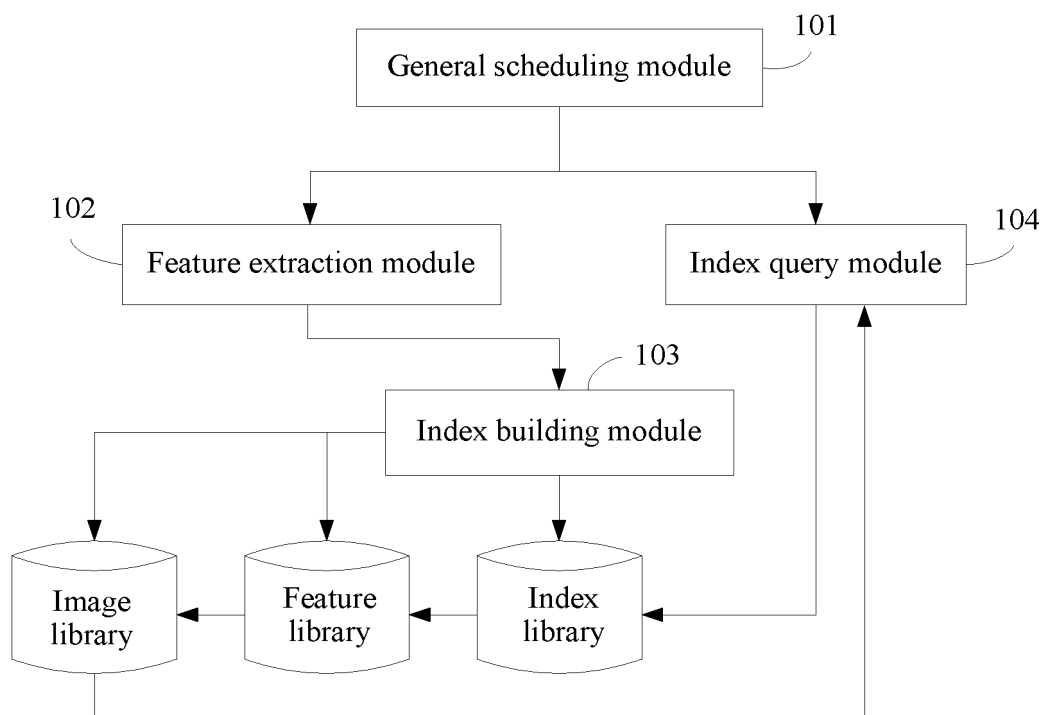 101
General scheduling module
102
Feature extraction module
104
Index query module
103
Index building module
Image
library
Feature
library
Index
library